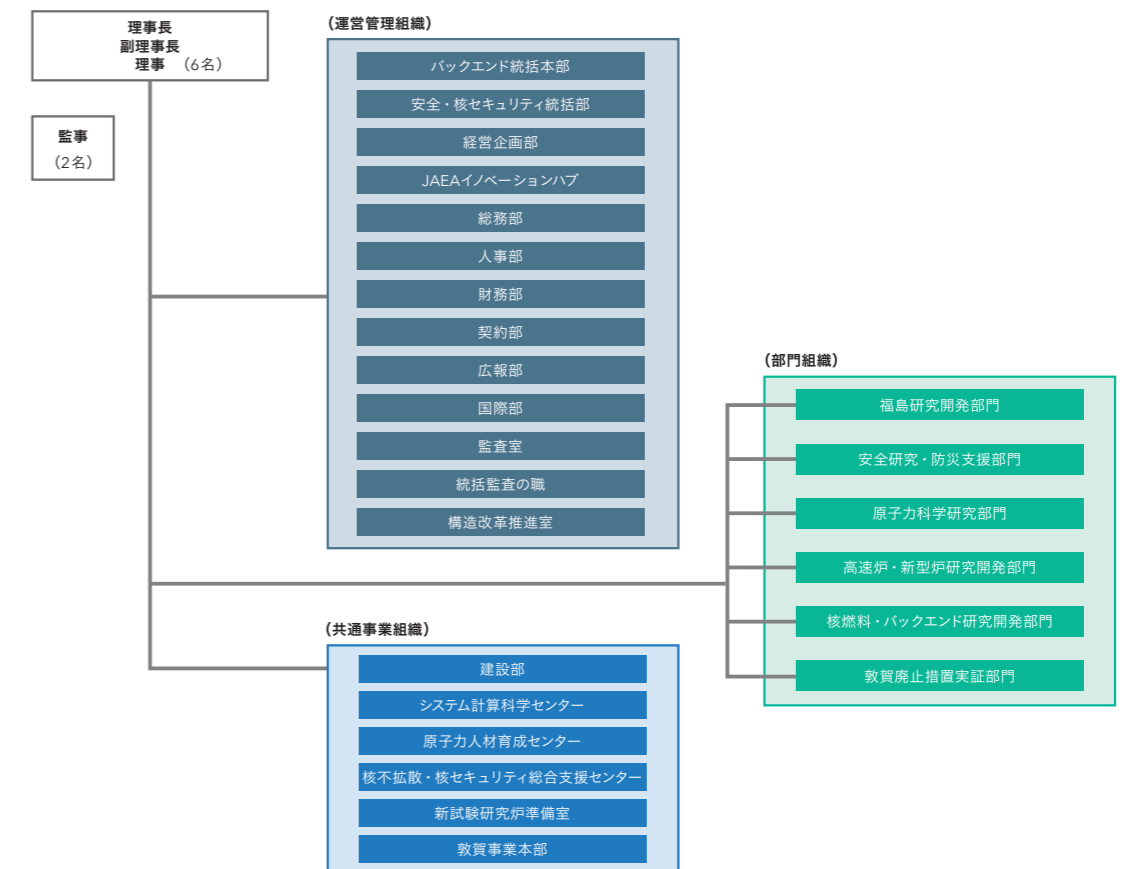 理事長
副理事長
理事 （6名）
監事
（2名）
（運営管理組織）
バックエンド統括本部
安全・核セキュリティ統括部
経営企画部
JAEAイノベーションハブ
総務部
人事部
財務部
契約部
広報部
国際部
監査室
統括監査の職
構造改革推進室
（共通事業組織）
建設部
システム計算科学センター
原子力人材育成センター
核不拡散・核セキュリティ総合支援センター
新試験研究炉準備室
敦賀事業本部
（部門組織）
福島研究開発部門
安全研究・防災支援部門
原子力科学研究部門
高速炉・新型炉研究開発部門
核燃料・バックエンド研究開発部門
敦賀廃止措置実証部門